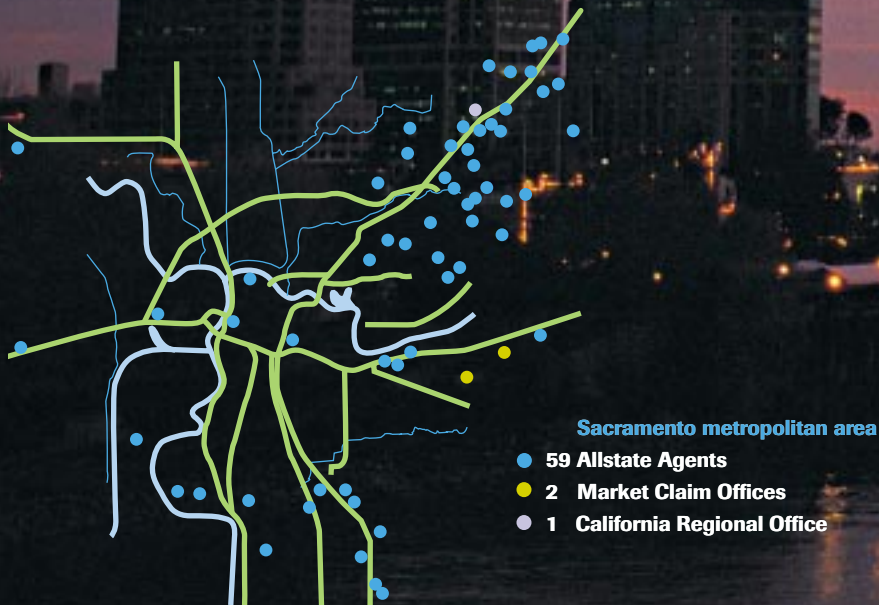 Sacramento metropolitan area
59 Allstate Agents
2 Market Claim Offices
1 California Regional Office